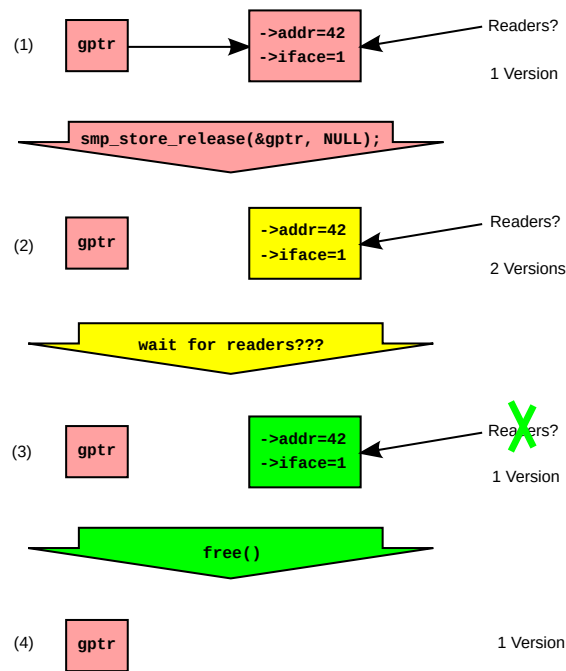 (1)
gptr
->addr=42
->iface=1
Readers?
1 Version
smp_store_release(&gptr, NULL);
(2)
gptr
->addr=42
->iface=1
Readers?
2 Versions
wait for readers???
(3)
gptr
->addr=42
->iface=1
Readers?
1 Version
free()
(4)
gptr
1 Version